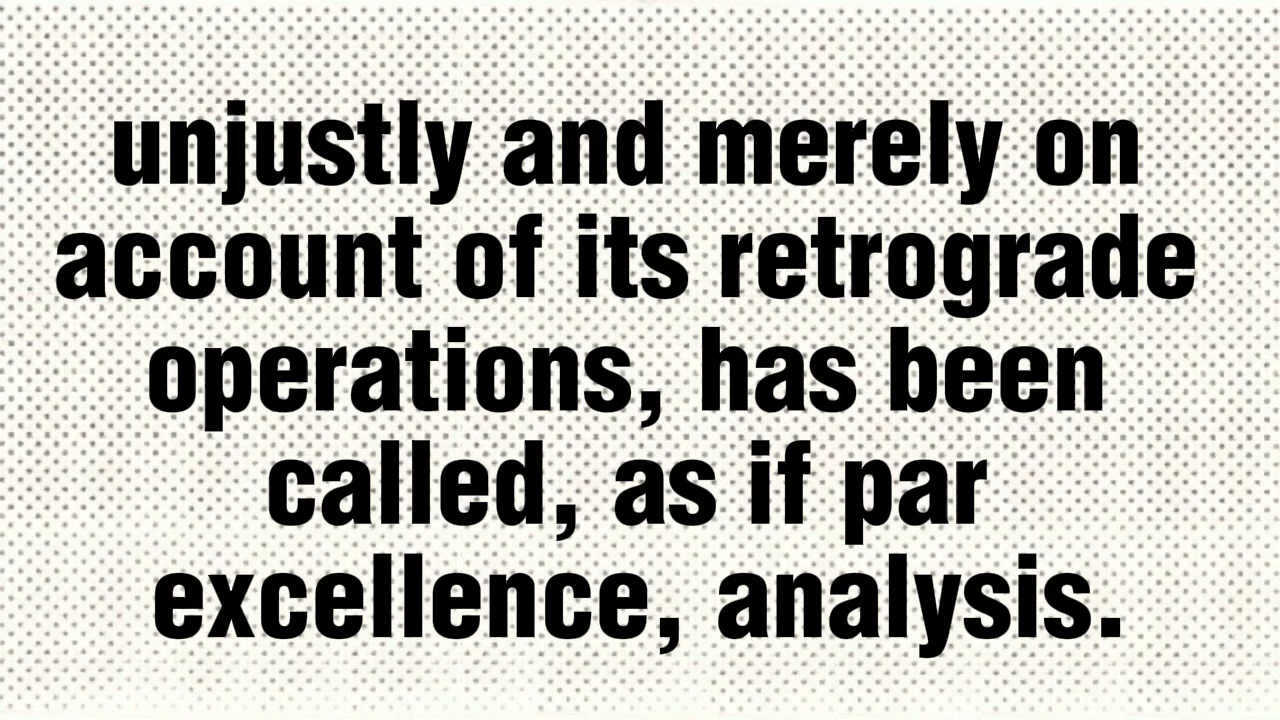 unjustly and merely on
account of its retrograde
operations, has been
called, as if par
excellence, analysis.